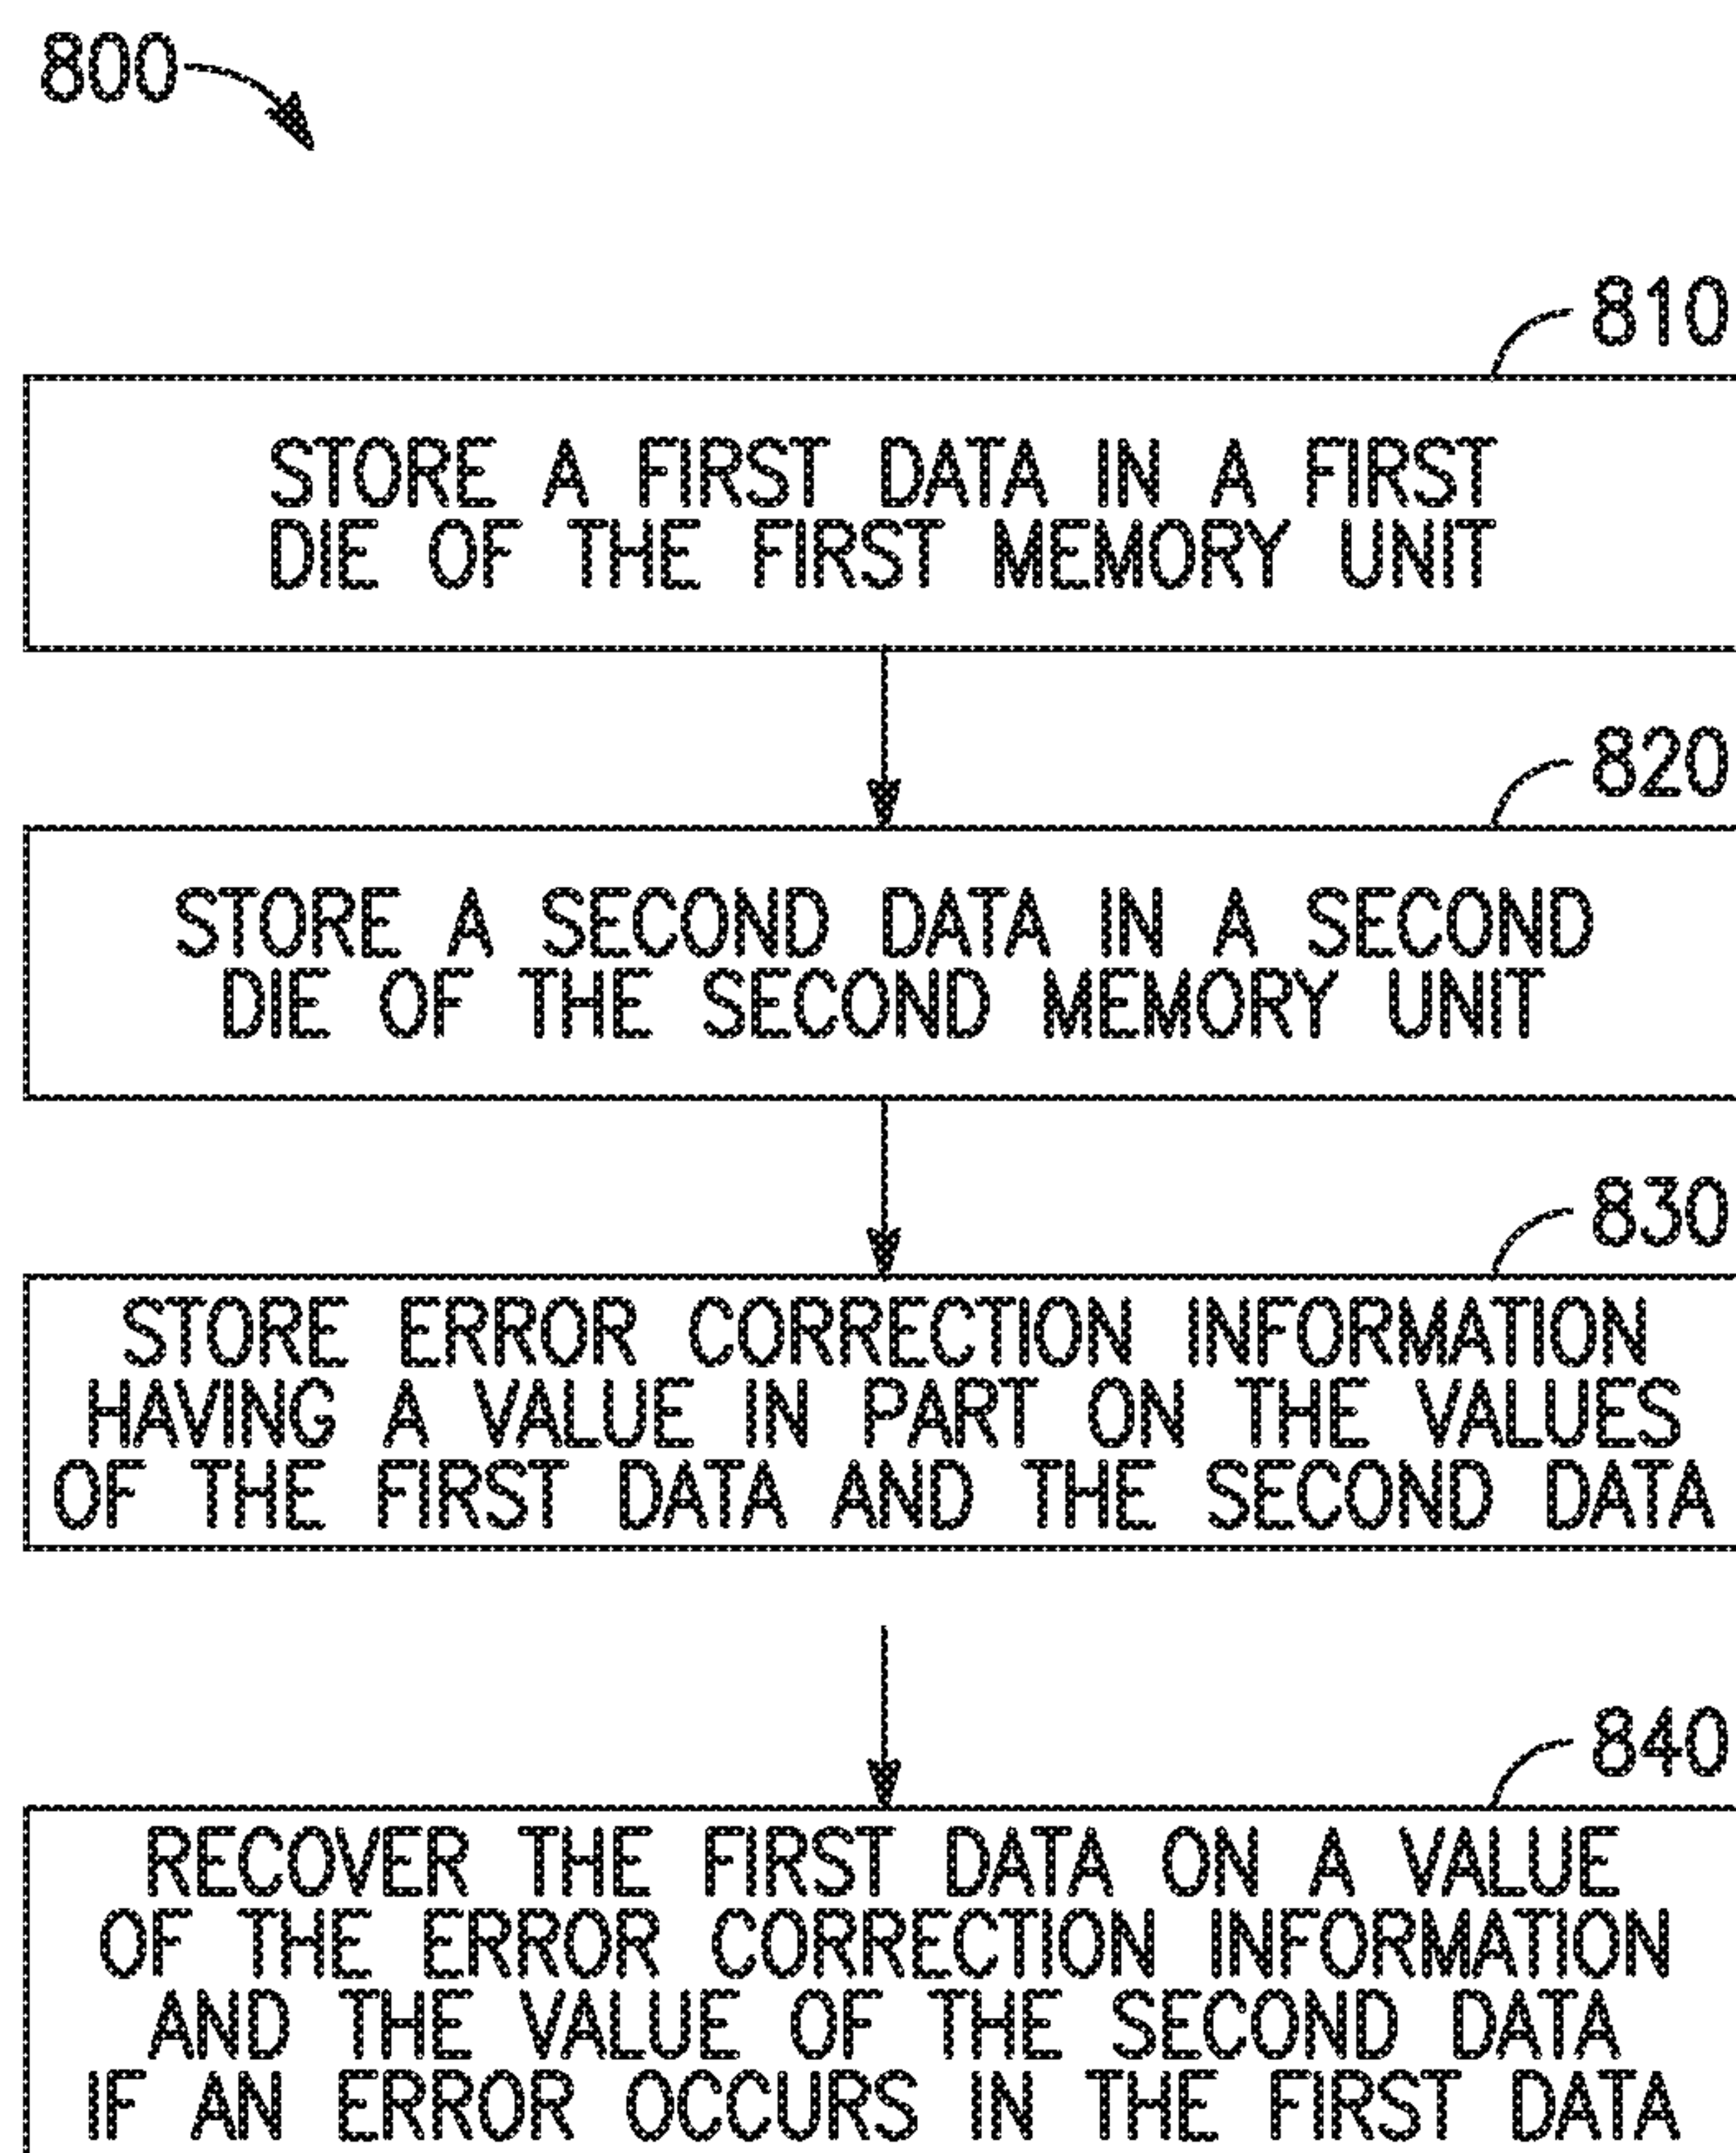 800
810
STORE A FIRST DATA IN A FIRST
DIE OF THE FIRST MEMORY UNIT
820
STORE A SECOND DATA IN A SECOND
DIE OF THE SECOND MEMORY UNIT
830
STORE ERROR CORRECTION INFORMATION
HAVING A VALUE IN PART ON THE VALUES
OF THE FIRST DATA AND THE SECOND DATA
840
RECOVER THE FIRST DATA ON A VALUE
OF THE ERROR CORRECTION INFORMATION
AND THE VALUE OF THE SECOND DATA
IF AN ERROR OCCURS IN THE FIRST DATA